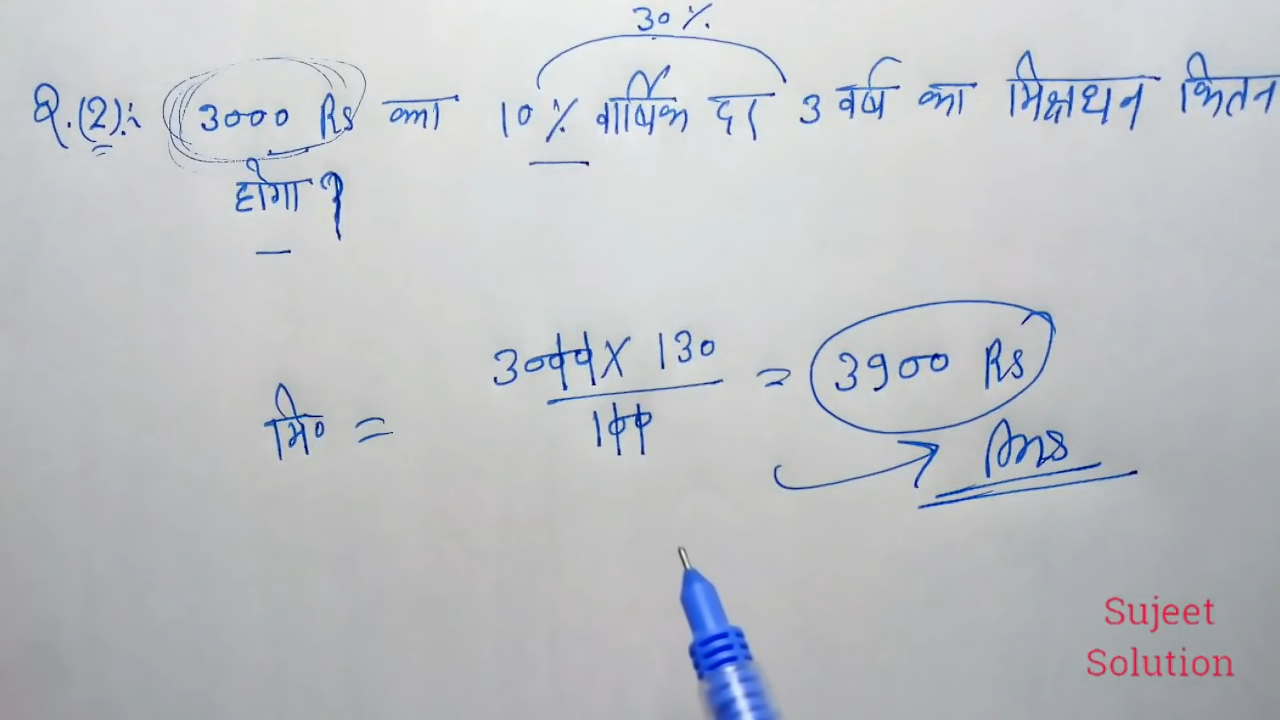 30%.
Q.(2):- 3000 Rs का 10% वार्षिक दर 3 वर्ष का मिश्रधन कितन
होगा ?
मि० = 3000 X 130 / 100 = 3900 Rs
Ans
Sujeet
Solution